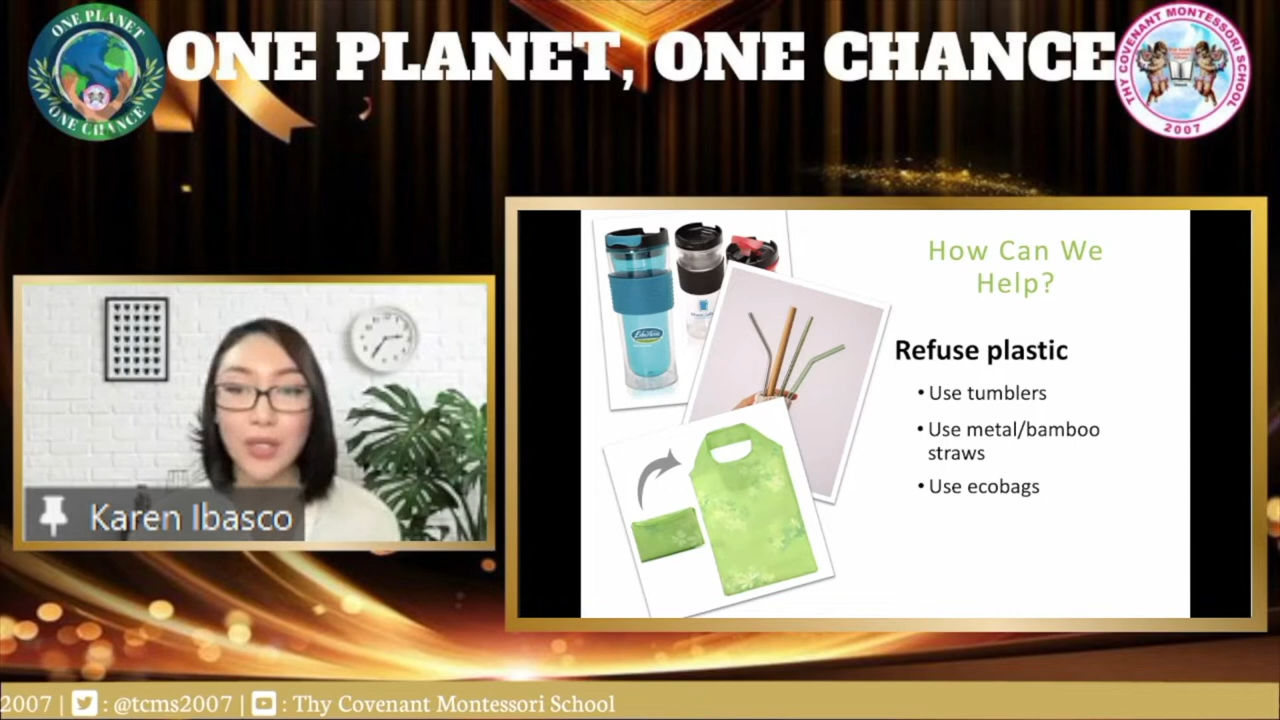 ONE PLANET
ONE CHANCE
ONE PLANET, ONE CHANCE
THY COVENANT MONTESSORI SCHOOL
2007
How Can We
Help?
Refuse plastic
• Use tumblers
• Use metal/bamboo
straws
• Use ecobags
Karen Ibasco
2007 | : @tcms2007 | : Thy Covenant Montessori School